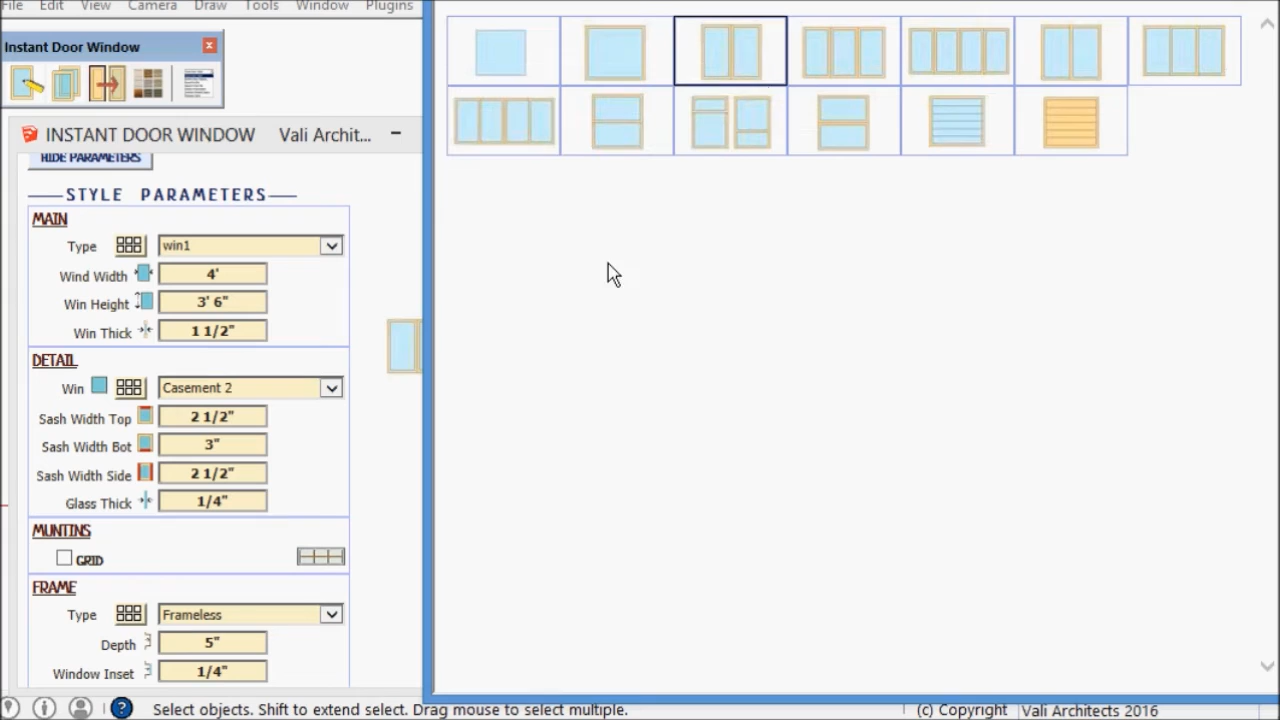 File Edit View Camera Draw Tools Window Plugins
Instant Door Window
INSTANT DOOR WINDOW Vali Archit...
HIDE PARAMETERS
STYLE PARAMETERS
MAIN
Type win1
Wind Width 4'
Win Height 3' 6"
Win Thick 1 1/2"
DETAIL
Win Casement 2
Sash Width Top 2 1/2"
Sash Width Bot 3"
Sash Width Side 2 1/2"
Glass Thick 1/4"
MUNTINS
GRID
FRAME
Type Frameless
Depth 5"
Window Inset 1/4"
Select objects. Shift to extend select. Drag mouse to select multiple. (c) Copyright Vali Architects 2016